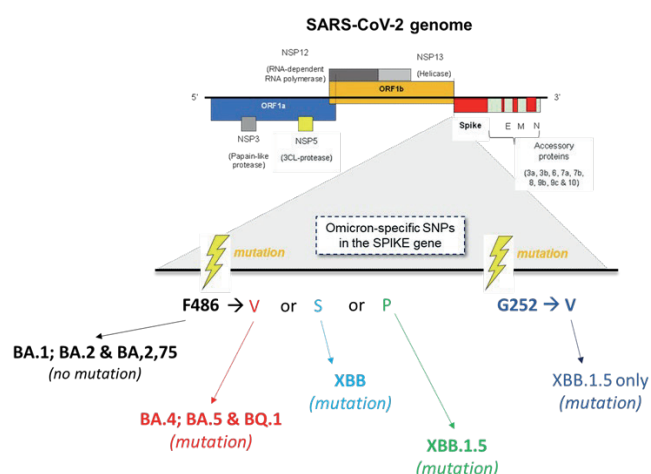 SARS-CoV-2 genome
NSP12
(RNA-dependent
RNA polymerase)
NSP13
(Helicase)
ORF1b
5'
3'
ORF1a
Spike
E M N
NSP3
(Papain-like
protease)
NSP5
(3CL-protease)
Accessory
proteins
(3a, 3b, 6, 7a, 7b,
8, 9b, 9c & 10)
Omicron-specific SNPs
in the SPIKE gene
mutation
mutation
F486 → V or S or P
G252 → V
BA.1; BA.2 & BA,2,75
(no mutation)
BA.4; BA.5 & BQ.1
(mutation)
XBB
(mutation)
XBB.1.5
(mutation)
XBB.1.5 only
(mutation)